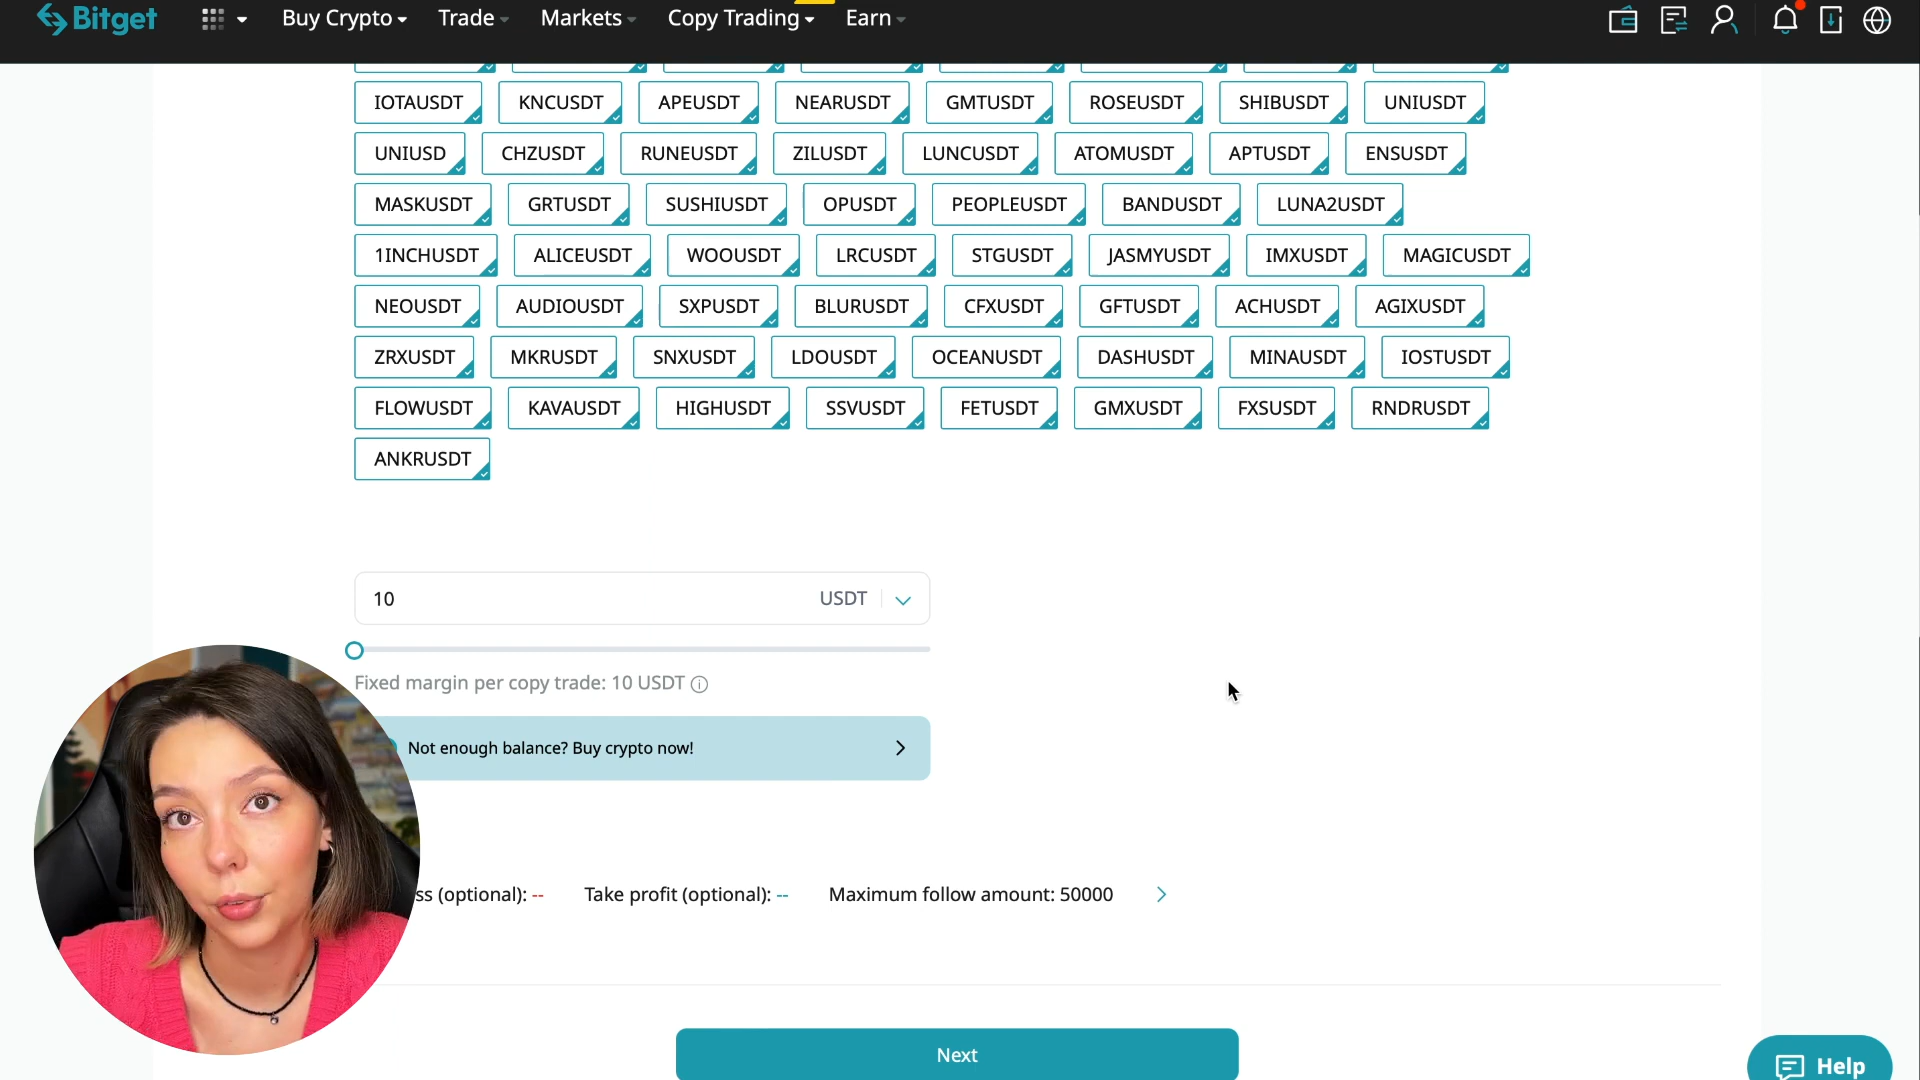 Bitget Buy Crypto Trade Markets Copy Trading Earn
IOTAUSDT KNCUSDT APEUSDT NEARUSDT GMTUSDT ROSEUSDT SHIBUSDT UNIUSDT
UNIUSD CHZUSDT RUNEUSDT ZILUSDT LUNCUSDT ATOMUSDT APTUSDT ENSUSDT
MASKUSDT GRTUSDT SUSHIUSDT OPUSDT PEOPLEUSDT BANDUSDT LUNA2USDT
1INCHUSDT ALICEUSDT WOOUSDT LRCUSDT STGUSDT JASMYUSDT IMXUSDT MAGICUSDT
NEOUSDT AUDIOUSDT SXPUSDT BLURUSDT CFXUSDT GFTUSDT ACHUSDT AGIXUSDT
ZRXUSDT MKRUSDT SNXUSDT LDOUSDT OCEANUSDT DASHUSDT MINAUSDT IOSTUSDT
FLOWUSDT KAVAUSDT HIGHUSDT SSVUSDT FETUSDT GMXUSDT FXSUSDT RNDRUSDT
ANKRUSDT
10 USDT
Fixed margin per copy trade: 10 USDT
Not enough balance? Buy crypto now!
ss (optional): -- Take profit (optional): -- Maximum follow amount: 50000
Next
Help